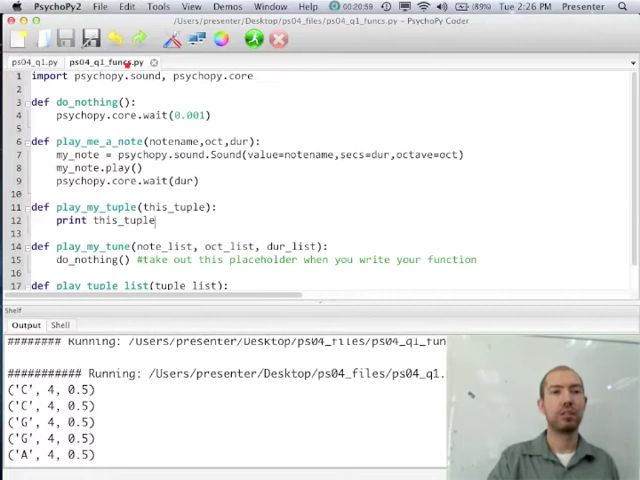 PsychoPy2 File Edit View Tools Demos Help 00:20:59 (89%) Tue 2:26 PM Presenter
/Users/presenter/Desktop/ps04_files/ps04_q1_funcs.py - PsychoPy Coder
ps04_q1.py ps04_q1_funcs.py
1 import psychopy.sound, psychopy.core
2
3 def do_nothing():
4 psychopy.core.wait(0.001)
5
6 def play_me_a_note(notename,oct,dur):
7 my_note = psychopy.sound.Sound(value=notename,secs=dur,octave=oct)
8 my_note.play()
9 psychopy.core.wait(dur)
10
11 def play_my_tuple(this_tuple):
12 print this_tuple
13
14 def play_my_tune(note_list, oct_list, dur_list):
15 do_nothing() #take out this placeholder when you write your function
16
17 def play_tuple_list(tuple_list):
Shelf
Output Shell
######## Running: /Users/presenter/Desktop/ps04_files/ps04_q1_fun
########### Running: /Users/presenter/Desktop/ps04_files/ps04_q1.
('C', 4, 0.5)
('C', 4, 0.5)
('G', 4, 0.5)
('G', 4, 0.5)
('A', 4, 0.5)